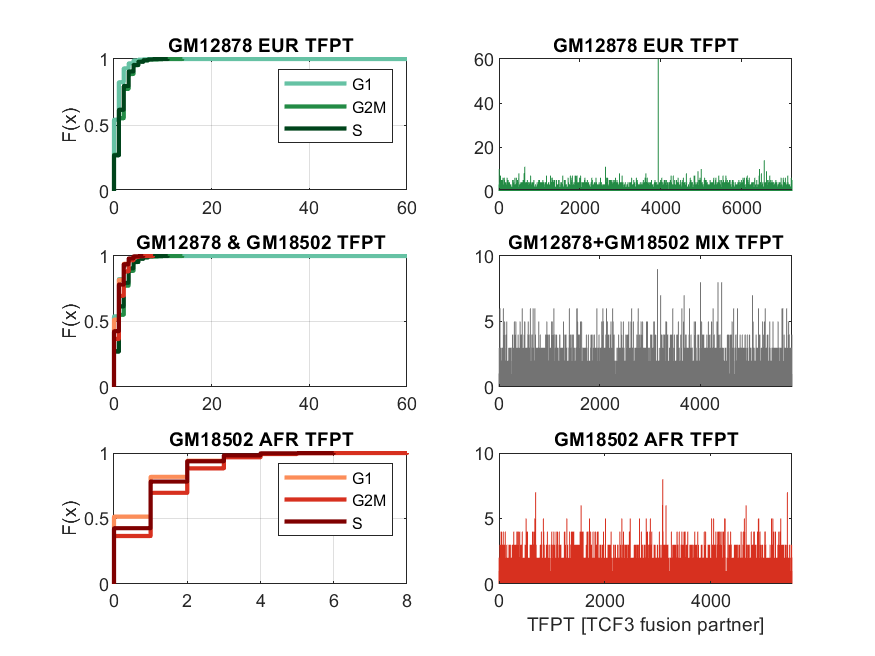 GM12878 EUR TFPT
1
0.5
0
F(x)
0 20 40 60
G1
G2M
S
GM12878 EUR TFPT
60
40
20
0
0 2000 4000 6000
GM12878 & GM18502 TFPT
1
0.5
0
F(x)
0 20 40 60
GM12878+GM18502 MIX TFPT
10
5
0
0 2000 4000
GM18502 AFR TFPT
1
0.5
0
F(x)
0 2 4 6 8
G1
G2M
S
GM18502 AFR TFPT
10
5
0
0 2000 4000
TFPT [TCF3 fusion partner]